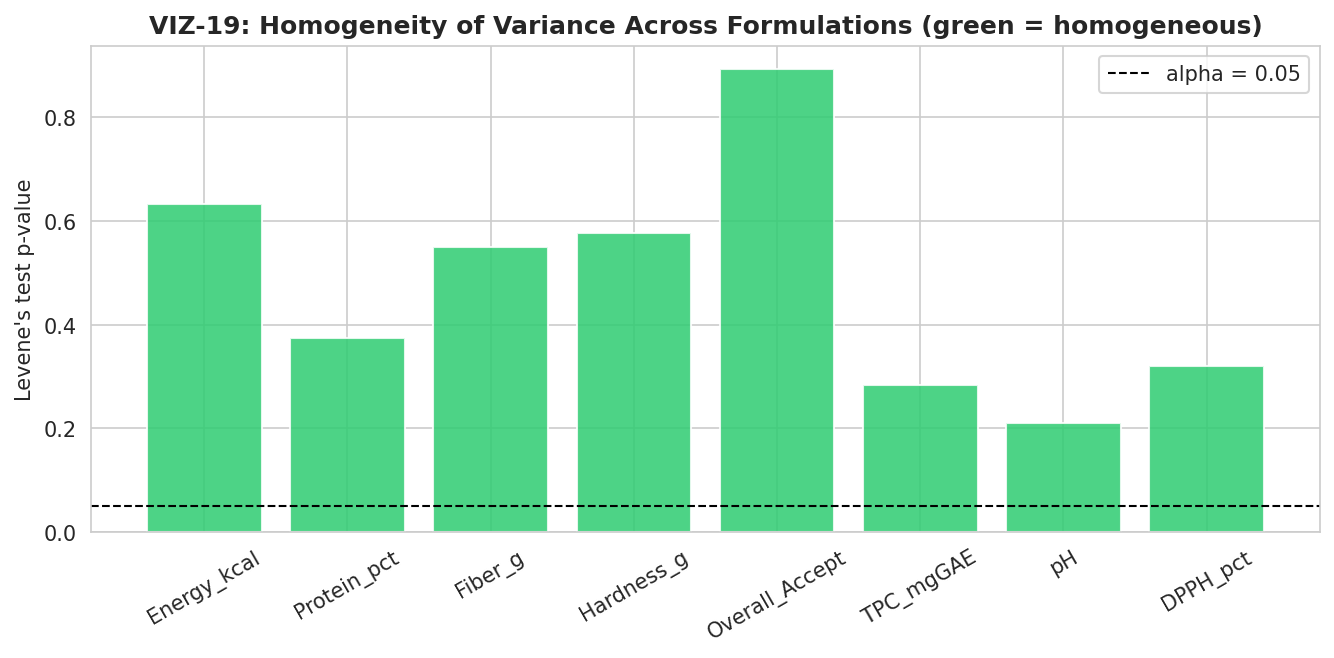 VIZ-19: Homogeneity of Variance Across Formulations (green = homogeneous)
alpha = 0.05
Levene's test p-value
0.8
0.6
0.4
0.2
0.0
Energy_kcal
Protein_pct
Fiber_g
Hardness_g
Overall_Accept
TPC_mgGAE
pH
DPPH_pct